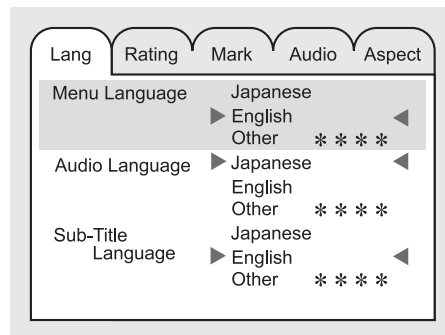 Lang Rating Mark Audio Aspect
Menu Language Japanese
English
Other ＊＊＊＊
Audio Language Japanese
English
Other ＊＊＊＊
Sub-Title Japanese
Language English
Other ＊＊＊＊